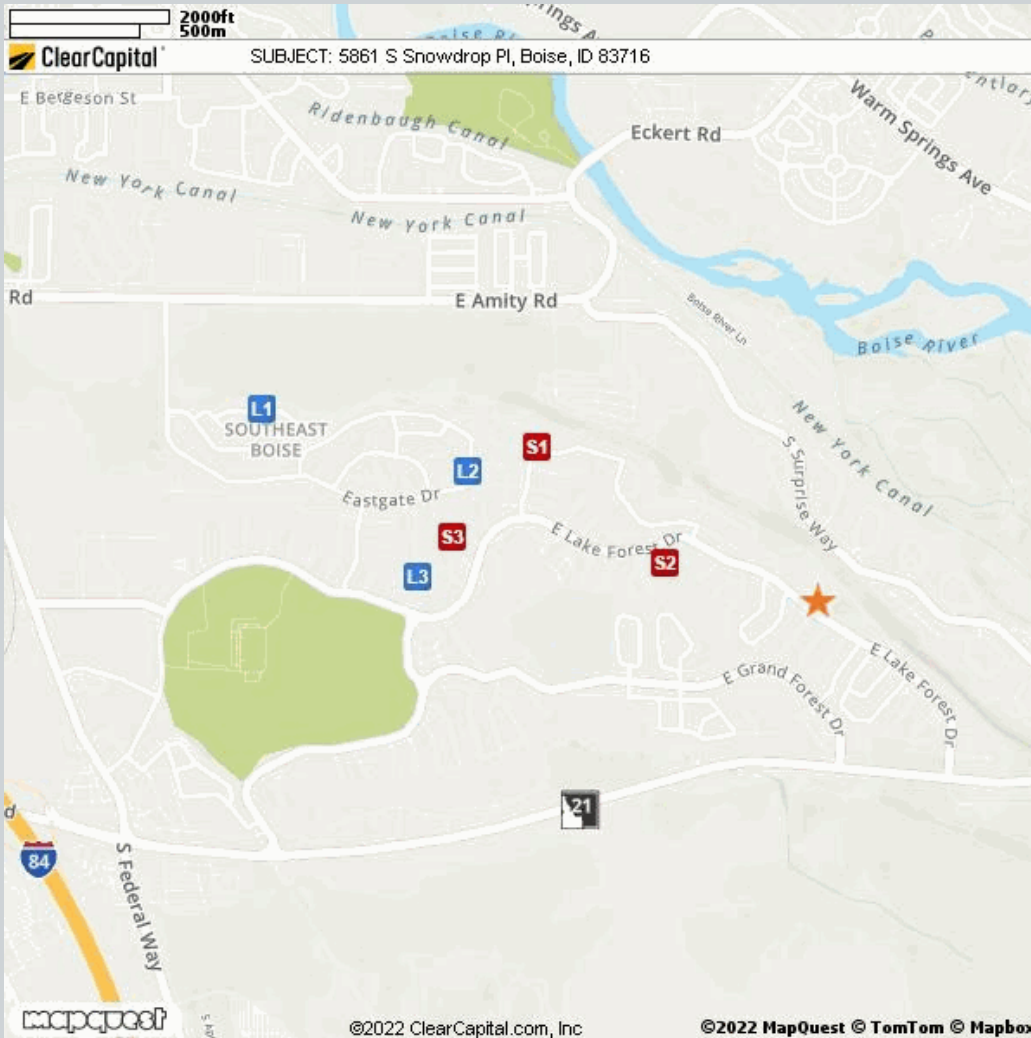 2000ft
500m
ClearCapital
SUBJECT: 5861 S Snowdrop Pl, Boise, ID 83716
E Bergeson St
Ridenbaugh Canal
Eckert Rd
Warm Springs Ave
New York Canal
New York Canal
Rd
E Amity Rd
Boise River Ln
Boise River
L1
SOUTHEAST
BOISE
S1
L2
New York Canal
S Surprise Way
Eastgate Dr
S3
E Lake Forest Dr
S2
L3
E Lake Forest Dr
E Grand Forest Dr
21
84
S Federal Way
mapquest
©2022 ClearCapital.com, Inc
©2022 MapQuest © TomTom © Mapbox